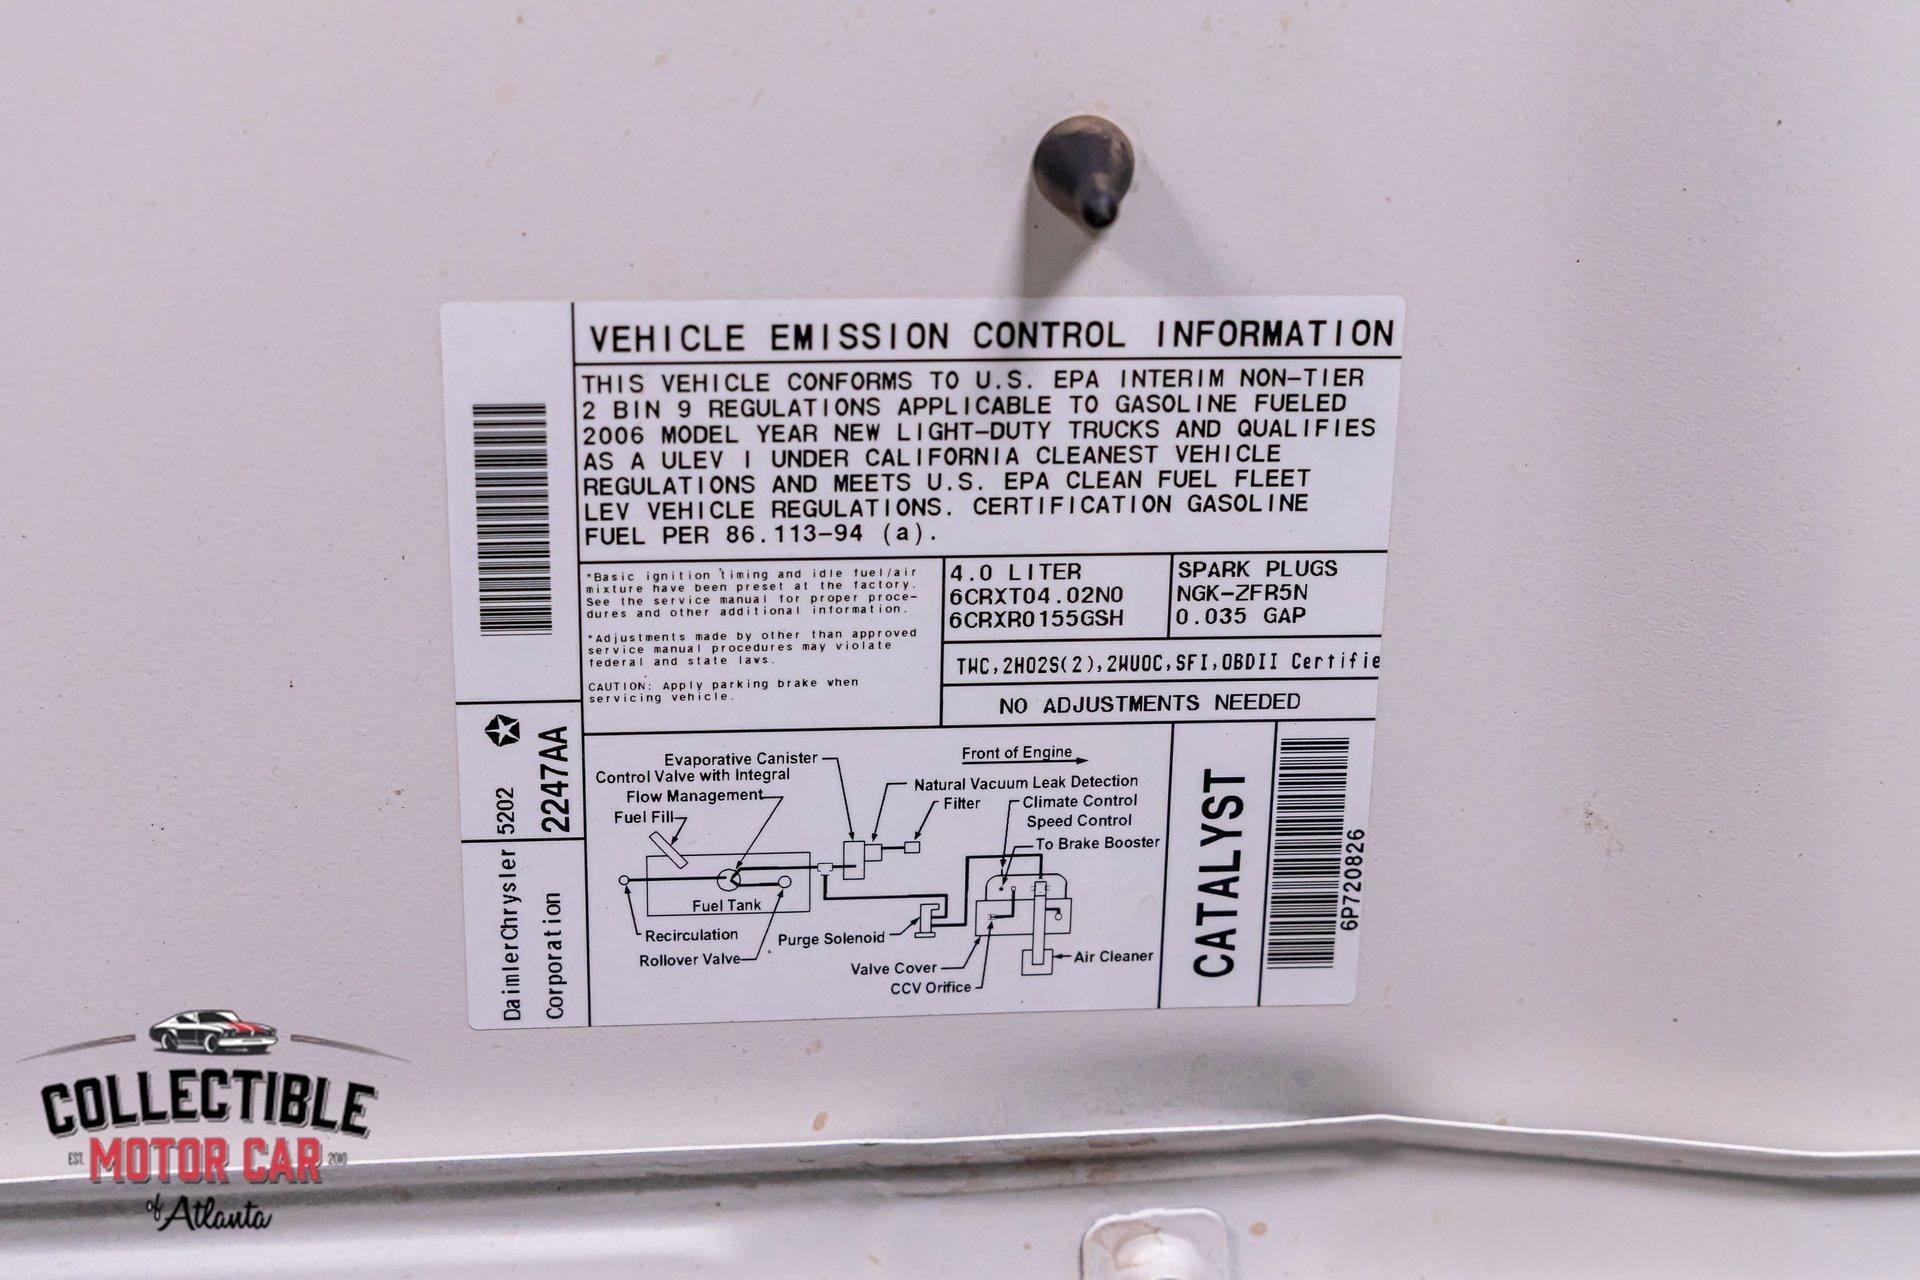 VEHICLE EMISSION CONTROL INFORMATION
THIS VEHICLE CONFORMS TO U.S. EPA INTERIM NON-TIER
2 BIN 9 REGULATIONS APPLICABLE TO GASOLINE FUELED
2006 MODEL YEAR NEW LIGHT-DUTY TRUCKS AND QUALIFIES
AS A ULEV I UNDER CALIFORNIA CLEANEST VEHICLE
REGULATIONS AND MEETS U.S. EPA CLEAN FUEL FLEET
LEV VEHICLE REGULATIONS. CERTIFICATION GASOLINE
FUEL PER 86.113-94 (a).
*Basic ignition timing and idle fuel/air
mixture have been preset at the factory.
See the service manual for proper proce-
dures and other additional information.
*Adjustments made by other than approved
service manual procedures may violate
federal and state laws.
CAUTION: Apply parking brake when
servicing vehicle.
4.0 LITER
6CRXT04.02N0
6CRXR0155GSH
SPARK PLUGS
NGK-ZFR5N
0.035 GAP
TWC,2HO2S(2),2WUOC,SFI,OBDII Certifie
NO ADJUSTMENTS NEEDED
Evaporative Canister
Control Valve with Integral
Flow Management
Fuel Fill
Front of Engine
Natural Vacuum Leak Detection
Filter
Climate Control
Speed Control
To Brake Booster
Fuel Tank
Recirculation
Rollover Valve
Purge Solenoid
Valve Cover
CCV Orifice
Air Cleaner
CATALYST
6P720826
5202
2247AA
DaimlerChrysler
Corporation
COLLECTIBLE
EST. MOTOR CAR 2010
of Atlanta